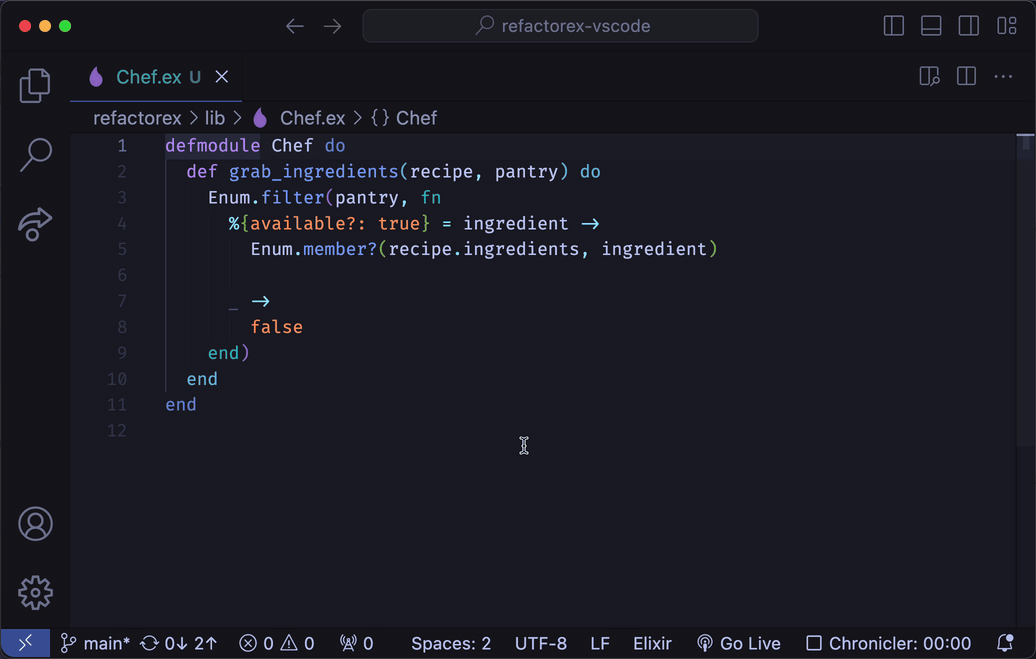 refactorex-vscode
Chef.ex U
refactorex > lib > Chef.ex > {} Chef
1 defmodule Chef do
2 def grab_ingredients(recipe, pantry) do
3 Enum.filter(pantry, fn
4 %{available?: true} = ingredient ->
5 Enum.member?(recipe.ingredients, ingredient)
6
7 _ ->
8 false
9 end)
10 end
11 end
12
main* 0↓ 2↑ 0 0 0 Spaces: 2 UTF-8 LF Elixir Go Live Chronicler: 00:00